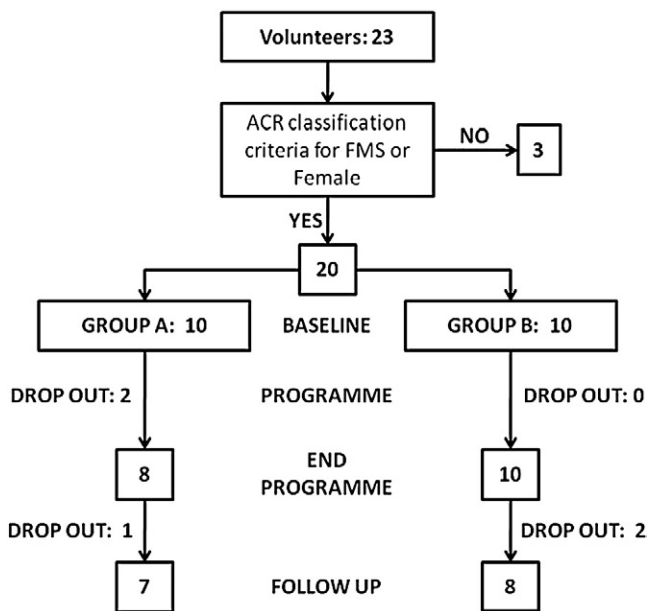 Volunteers: 23
ACR classification
criteria for FMS or
Female
NO
3
YES
20
GROUP A: 10
BASELINE
GROUP B: 10
DROP OUT: 2
PROGRAMME
DROP OUT: 0
8
END
PROGRAMME
10
DROP OUT: 1
DROP OUT: 2
7
FOLLOW UP
8